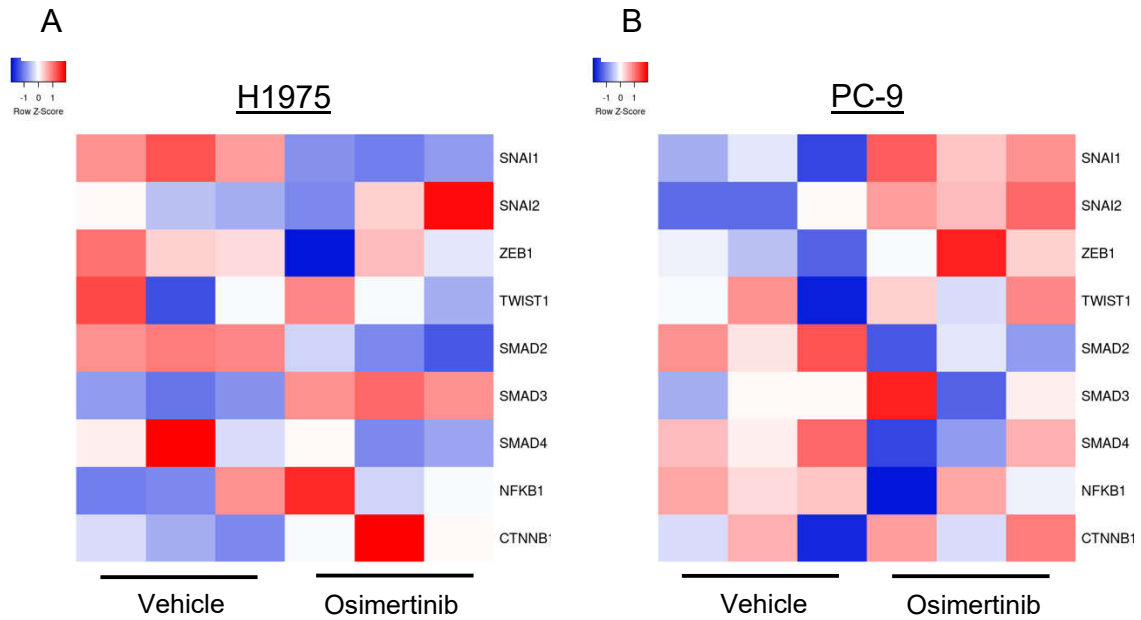 A
B
-1 0 1
Row Z-Score
H1975
-1 0 1
Row Z-Score
PC-9
SNAI1
SNAI2
ZEB1
TWIST1
SMAD2
SMAD3
SMAD4
NFKB1
CTNNB1
SNAI1
SNAI2
ZEB1
TWIST1
SMAD2
SMAD3
SMAD4
NFKB1
CTNNB1
Vehicle
Osimertinib
Vehicle
Osimertinib